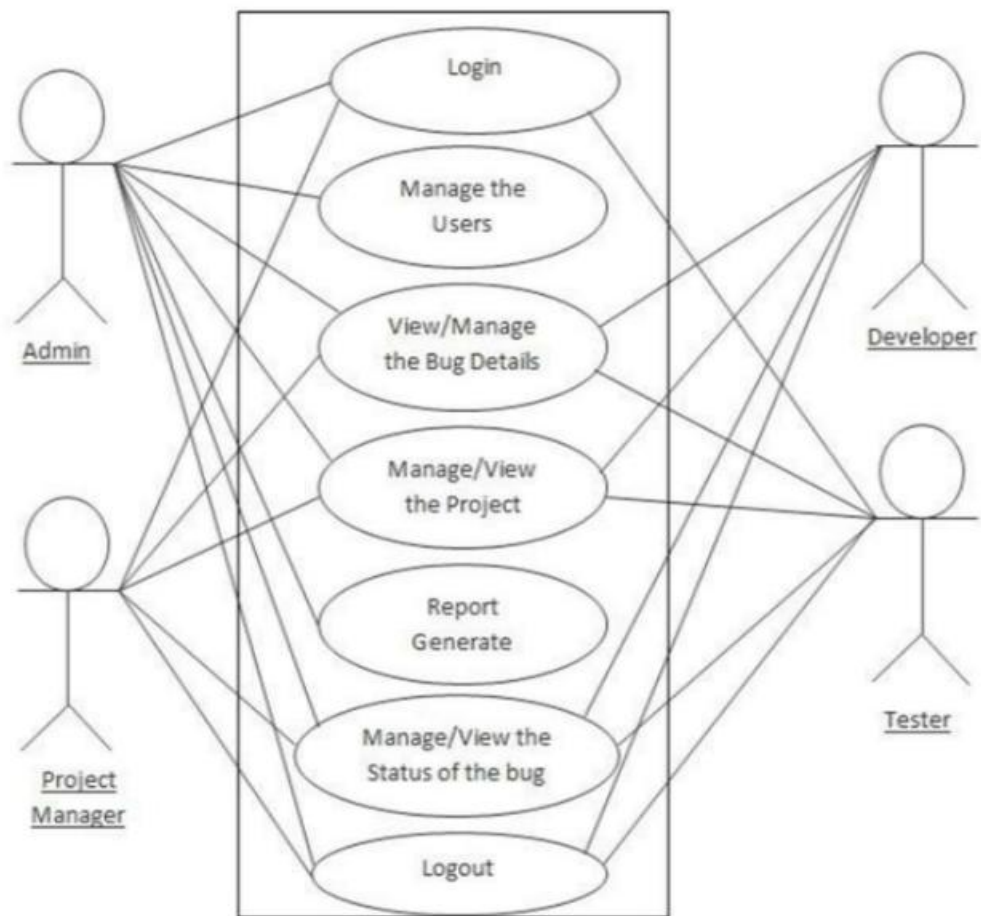 Login
Manage the
Users
View/Manage
the Bug Details
Manage/View
the Project
Report
Generate
Manage/View the
Status of the bug
Logout
Admin
Project
Manager
Developer
Tester